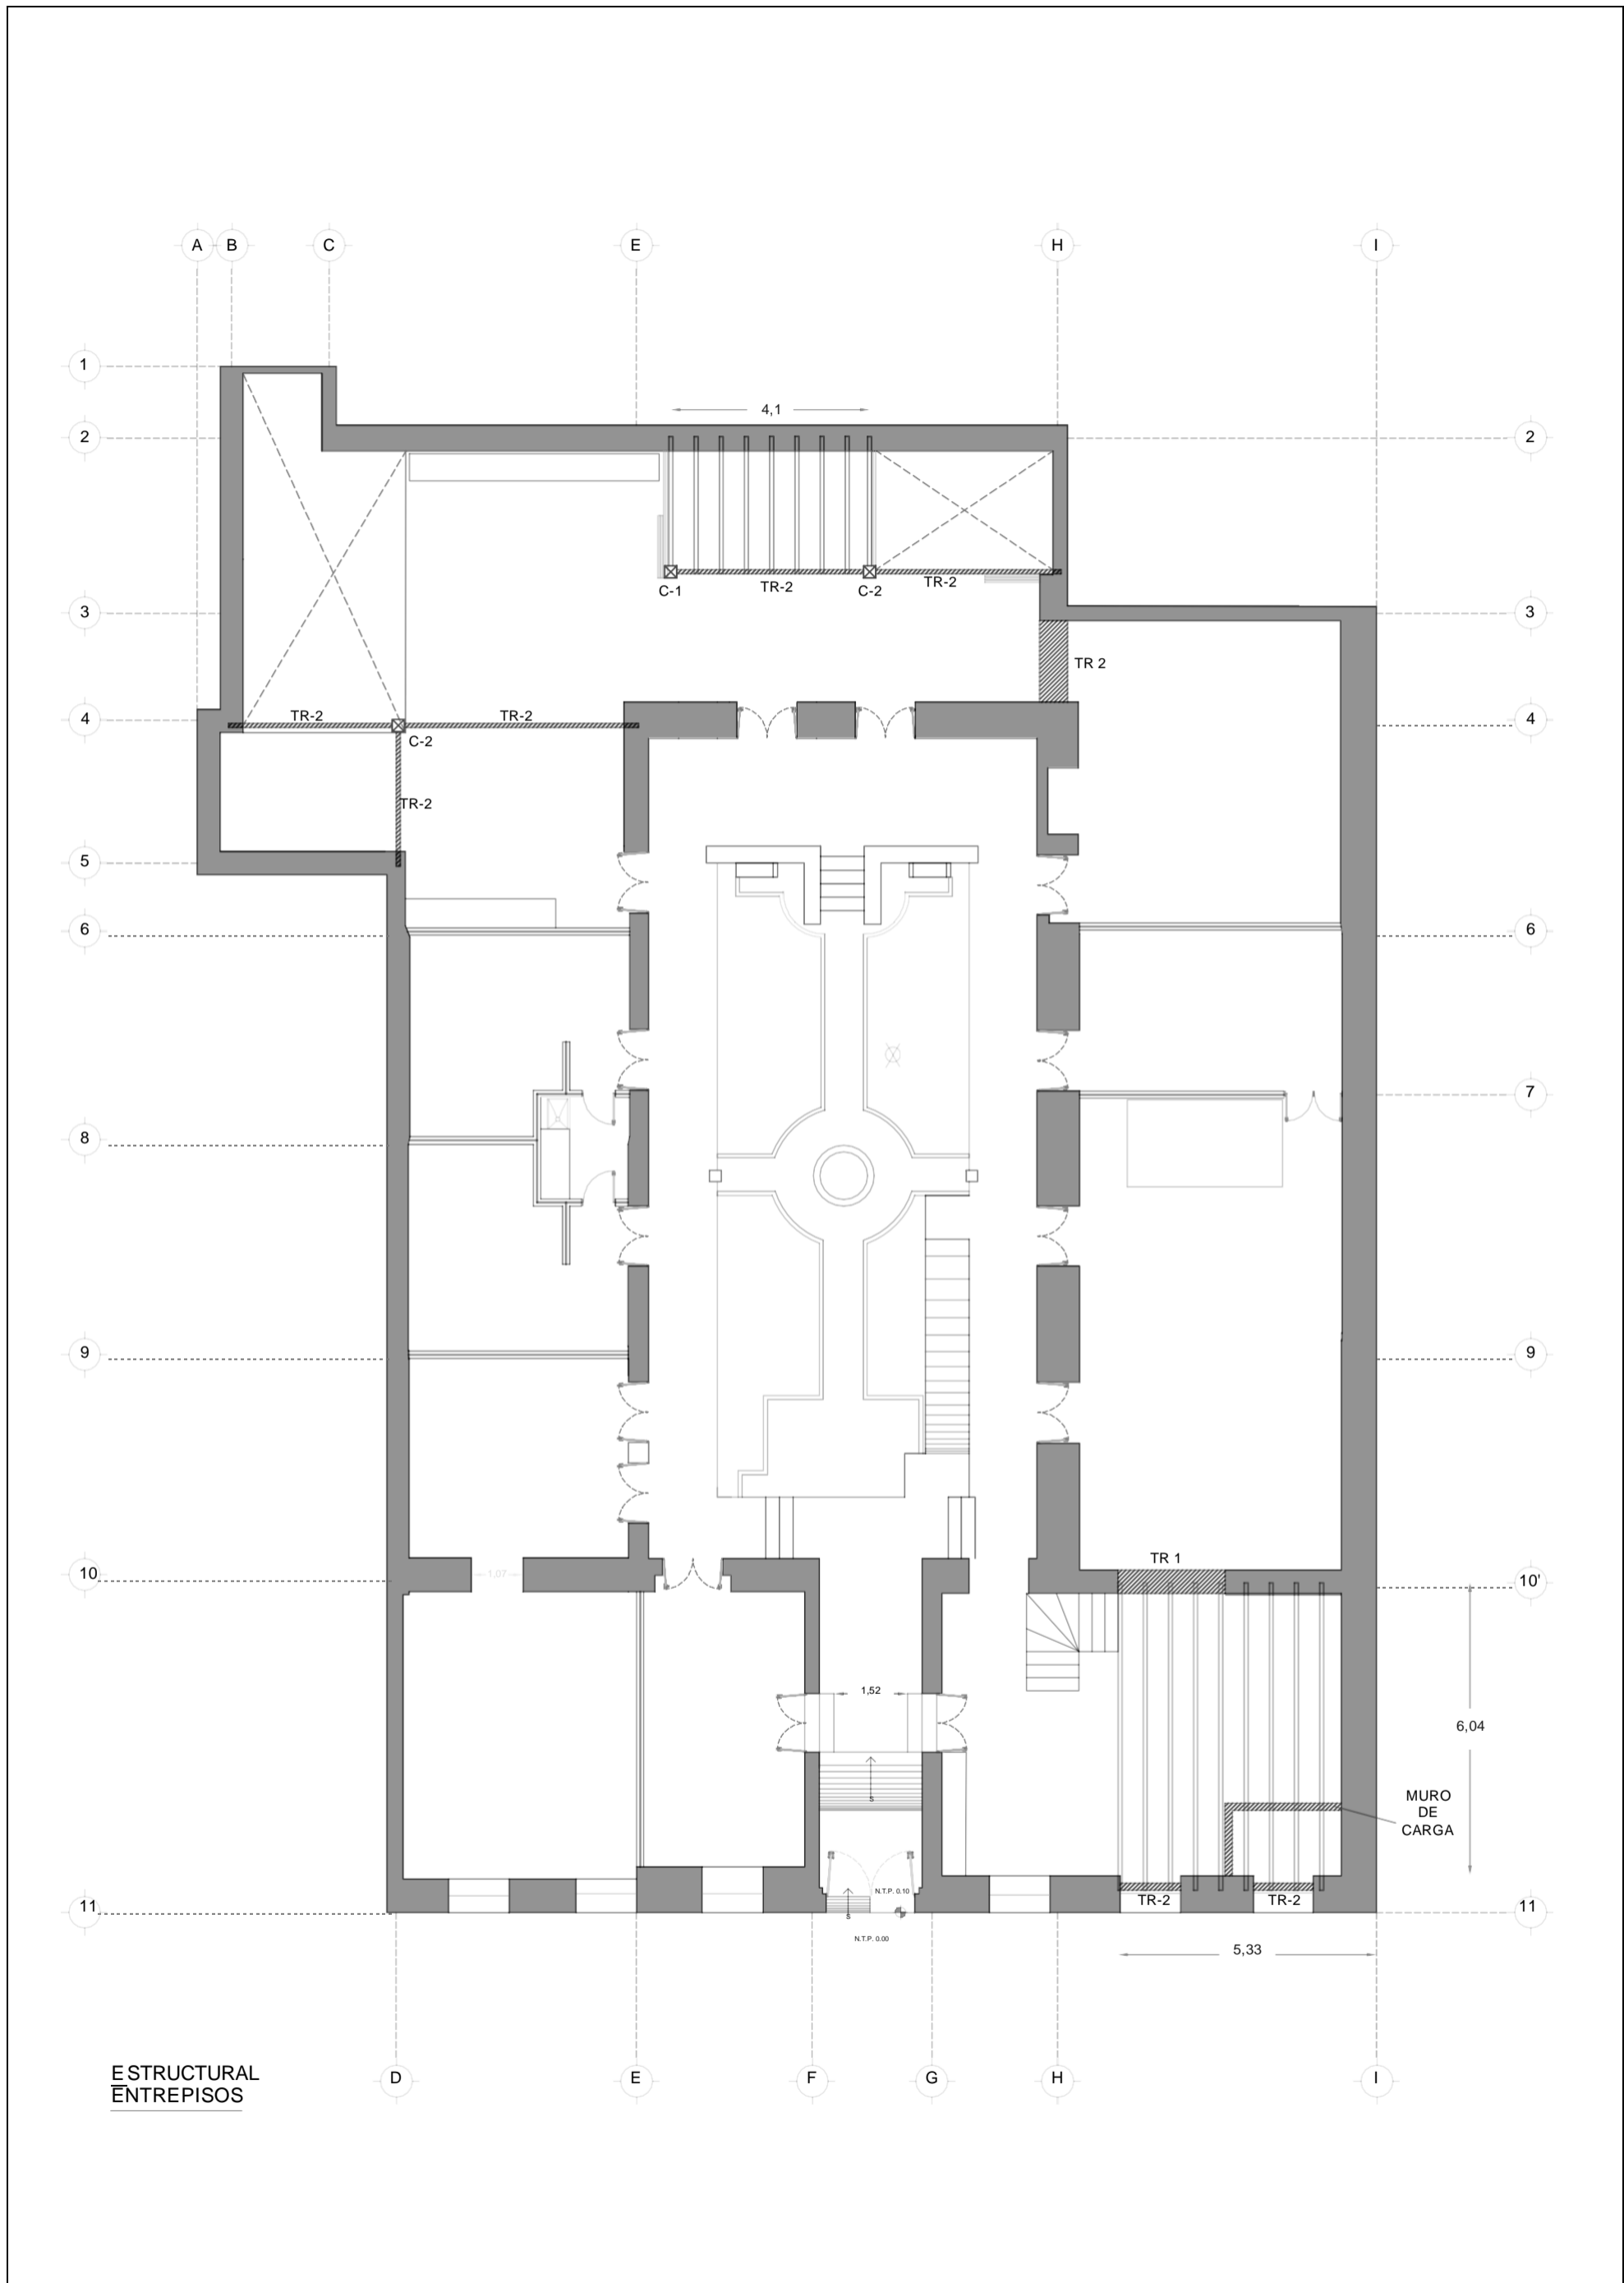 A B C E H I
1
4,1
2 2
C-1 TR-2 C-2 TR-2
3 3
TR 2
4 TR-2 TR-2 4
C-2
TR-2
5
6 6
7
8
9 9
TR 1
10 1,07 10'
1,52
6,04
S
MURO
DE
CARGA
N.T.P. 0.10
TR-2 TR-2
11 S 11
N.T.P. 0.00
5,33
ESTRUCTURAL
ENTREPISOS
D E F G H I